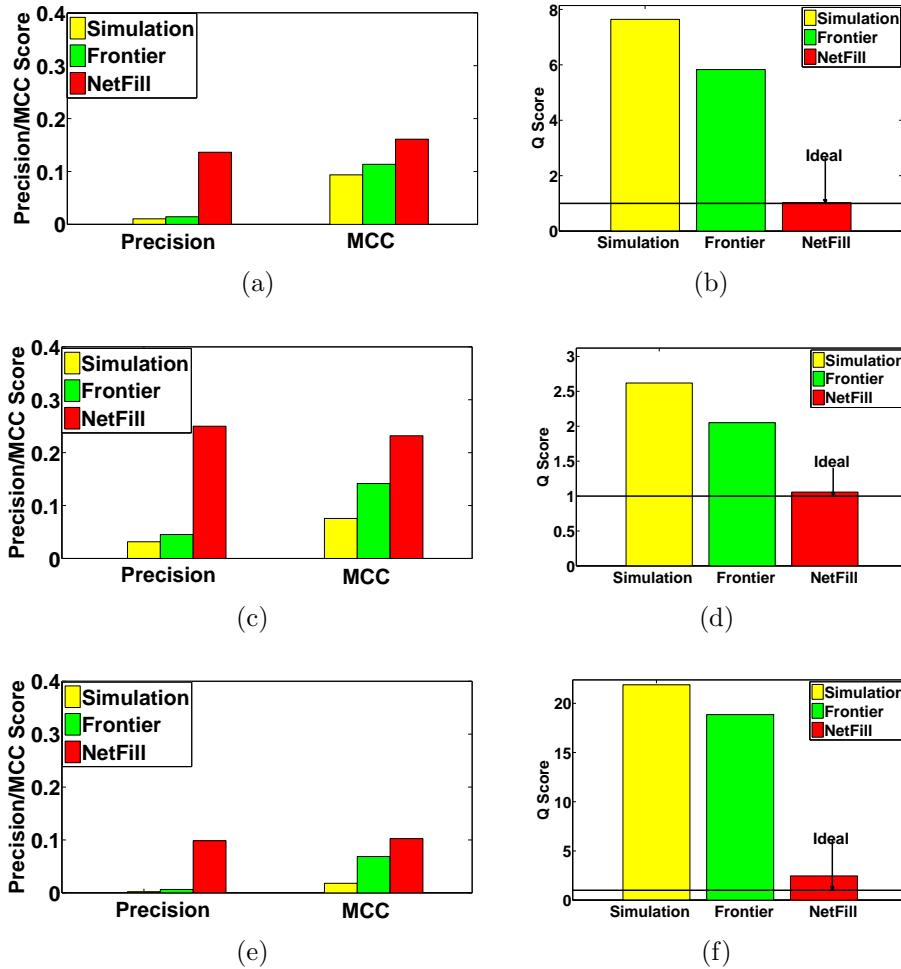 0.4
0.3
0.2
0.1
0
Precision/MCC Score
Simulation
Frontier
NetFill
Precision
MCC
(a)
8
6
4
2
0
Q Score
Simulation
Frontier
NetFill
Ideal
Simulation
Frontier
NetFill
(b)
0.4
0.3
0.2
0.1
0
Precision/MCC Score
Simulation
Frontier
NetFill
Precision
MCC
(c)
3
2.5
2
1.5
1
0.5
0
Q Score
Simulation
Frontier
NetFill
Ideal
Simulation
Frontier
NetFill
(d)
0.4
0.3
0.2
0.1
0
Precision/MCC Score
Simulation
Frontier
NetFill
Precision
MCC
(e)
20
15
10
5
0
Q Score
Simulation
Frontier
NetFill
Ideal
Simulation
Frontier
NetFill
(f)